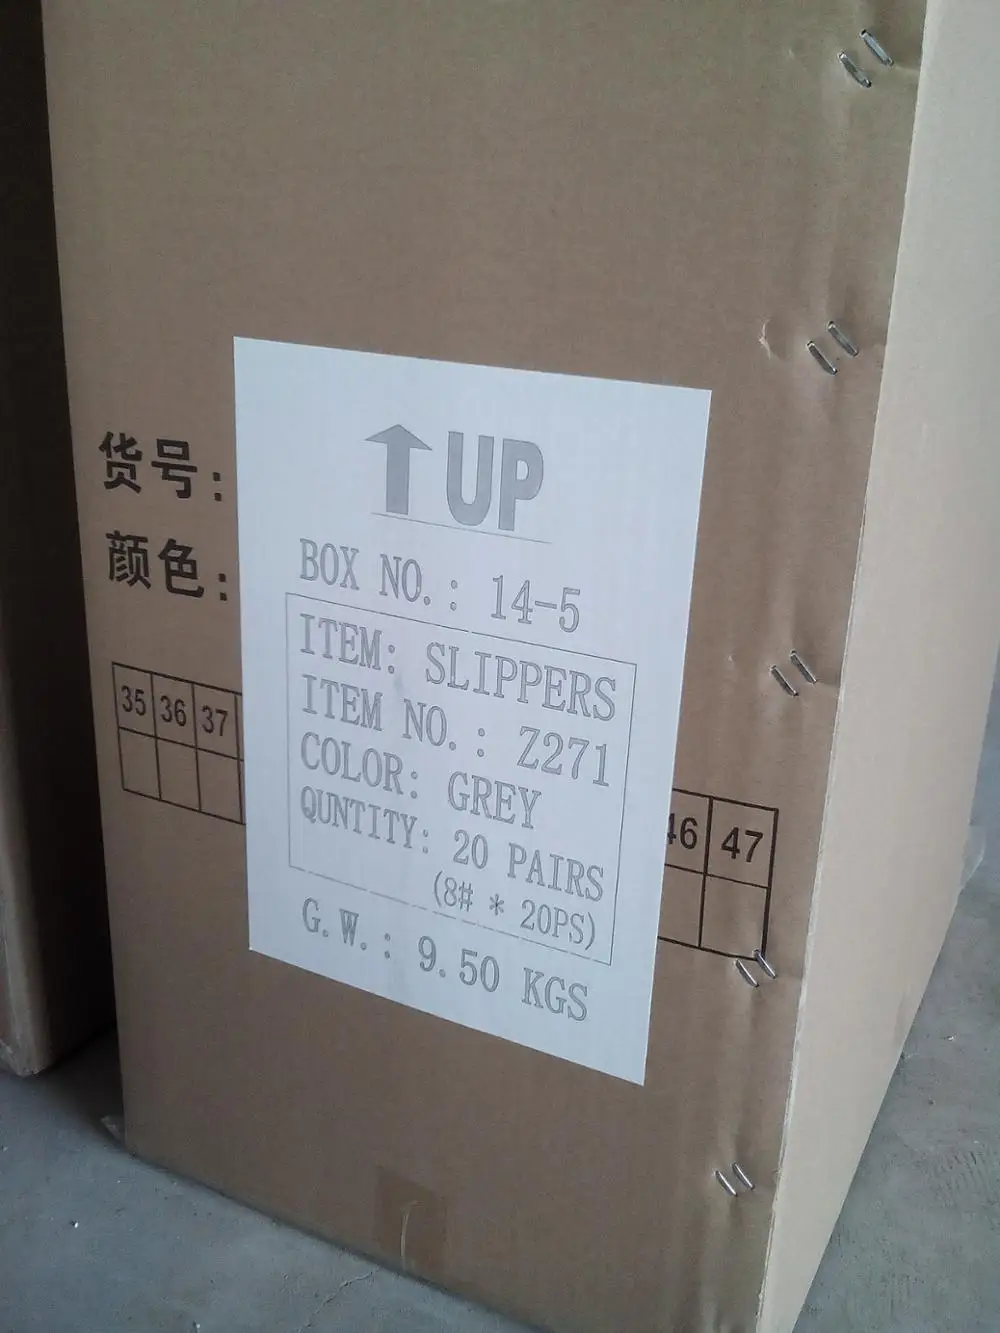 ↑ UP
货号:
颜色:
BOX NO.: 14-5
ITEM: SLIPPERS
ITEM NO.: Z271
COLOR: GREY
QUNTITY: 20 PAIRS
(8# * 20PS)
G.W.: 9.50 KGS
35 36 37
46 47